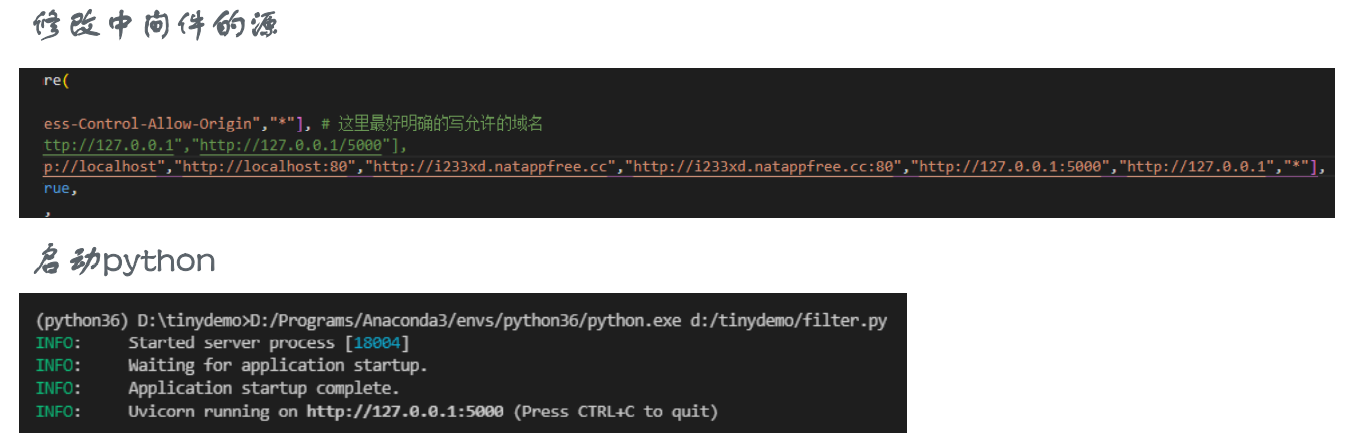 修改中间件的源
re(
ess-Control-Allow-Origin","*"], # 这里最好明确的写允许的域名
ttp://127.0.0.1","http://127.0.0.1/5000"],
p://localhost","http://localhost:80","http://i233xd.natappfree.cc","http://i233xd.natappfree.cc:80","http://127.0.0.1:5000","http://127.0.0.1","*"],
rue,
,
启动python
(python36) D:\tinydemo>D:/Programs/Anaconda3/envs/python36/python.exe d:/tinydemo/filter.py
INFO: Started server process [18004]
INFO: Waiting for application startup.
INFO: Application startup complete.
INFO: Uvicorn running on http://127.0.0.1:5000 (Press CTRL+C to quit)